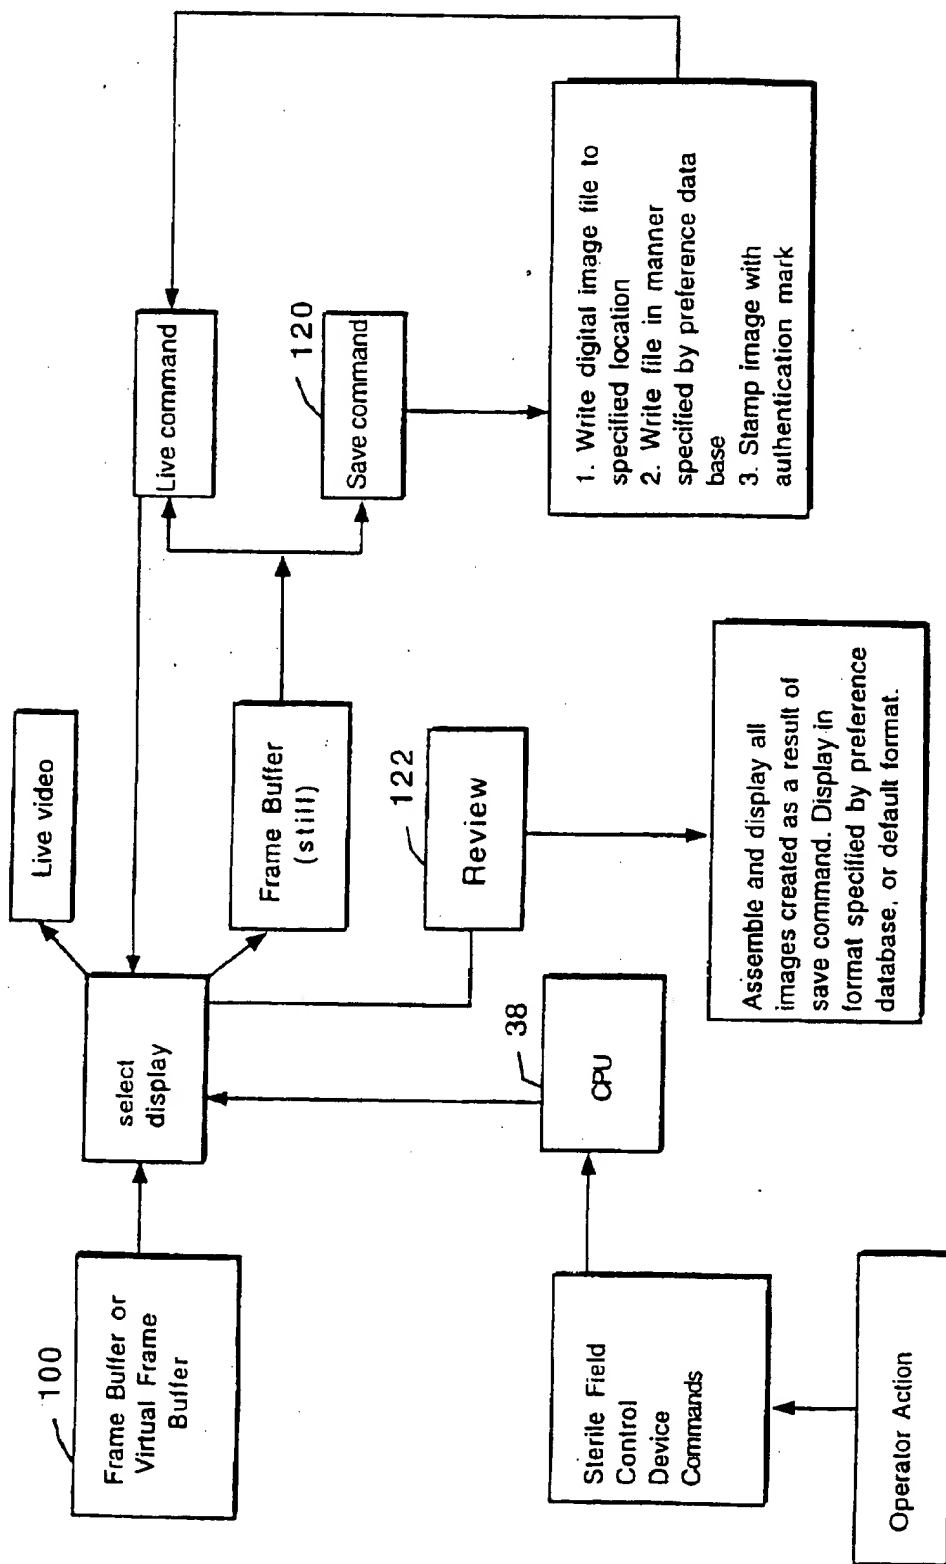 100
Frame Buffer or
Virtual Frame
Buffer
select
display
Live video
Live command
Frame Buffer
(still)
120
Save command
122
Review
38
CPU
Sterile Field
Control
Device
Commands
Operator Action
Assemble and display all
images created as a result of
save command. Display in
format specified by preference
database, or default format.
1. Write digital image file to
specified location
2. Write file in manner
specified by preference data
base
3. Stamp image with
authentication mark